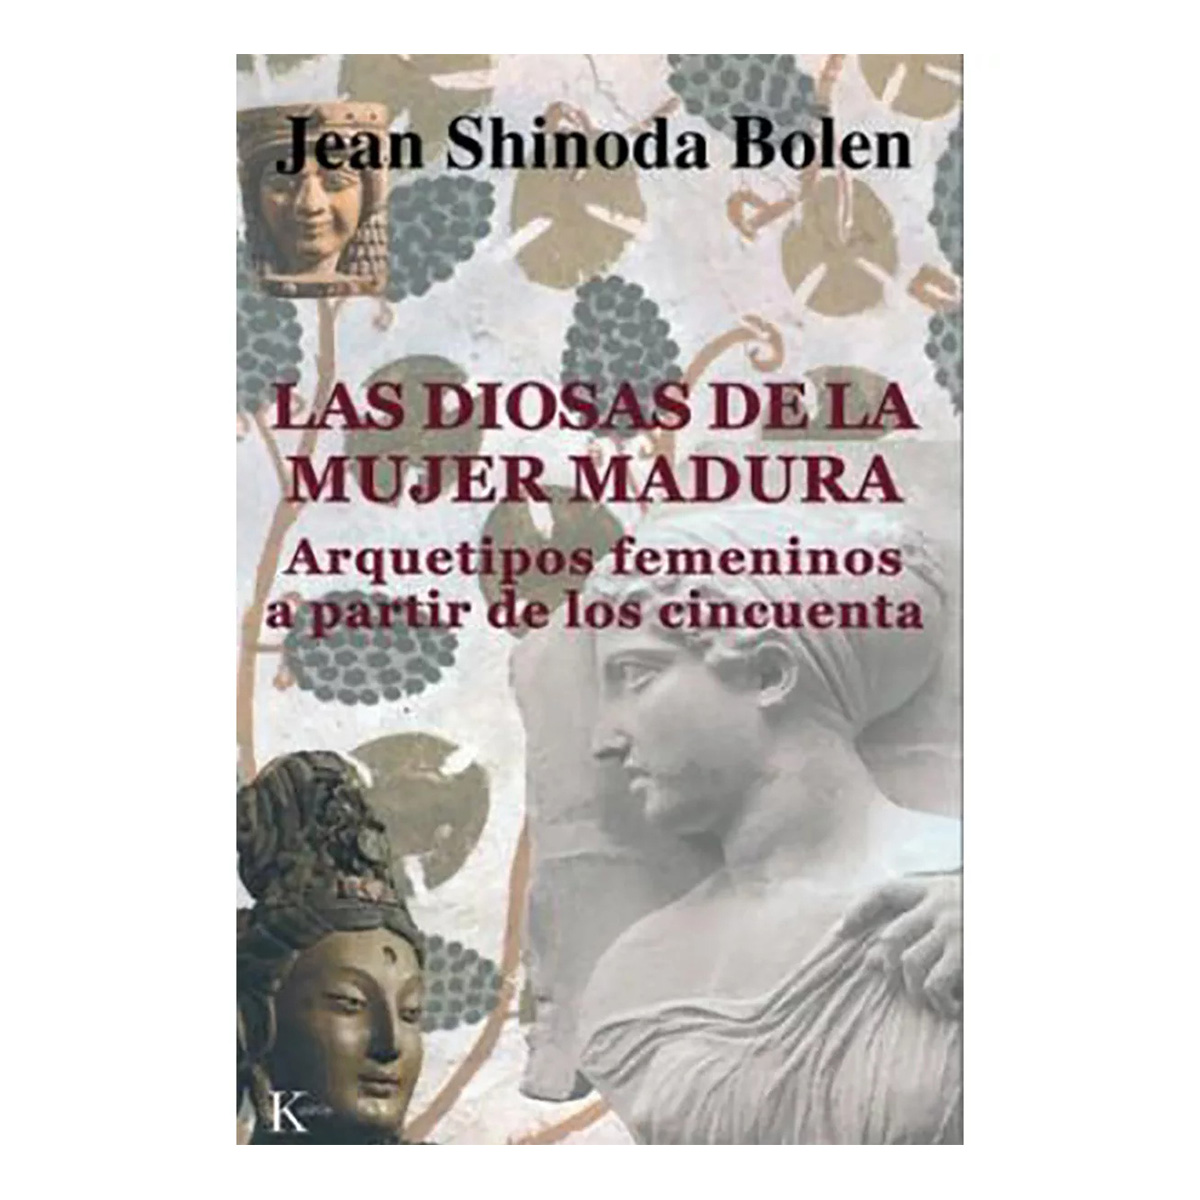 Jean Shinoda Bolen
LAS DIOSAS DE LA
MUJER MADURA
Arquetipos femeninos
a partir de los cincuenta
K